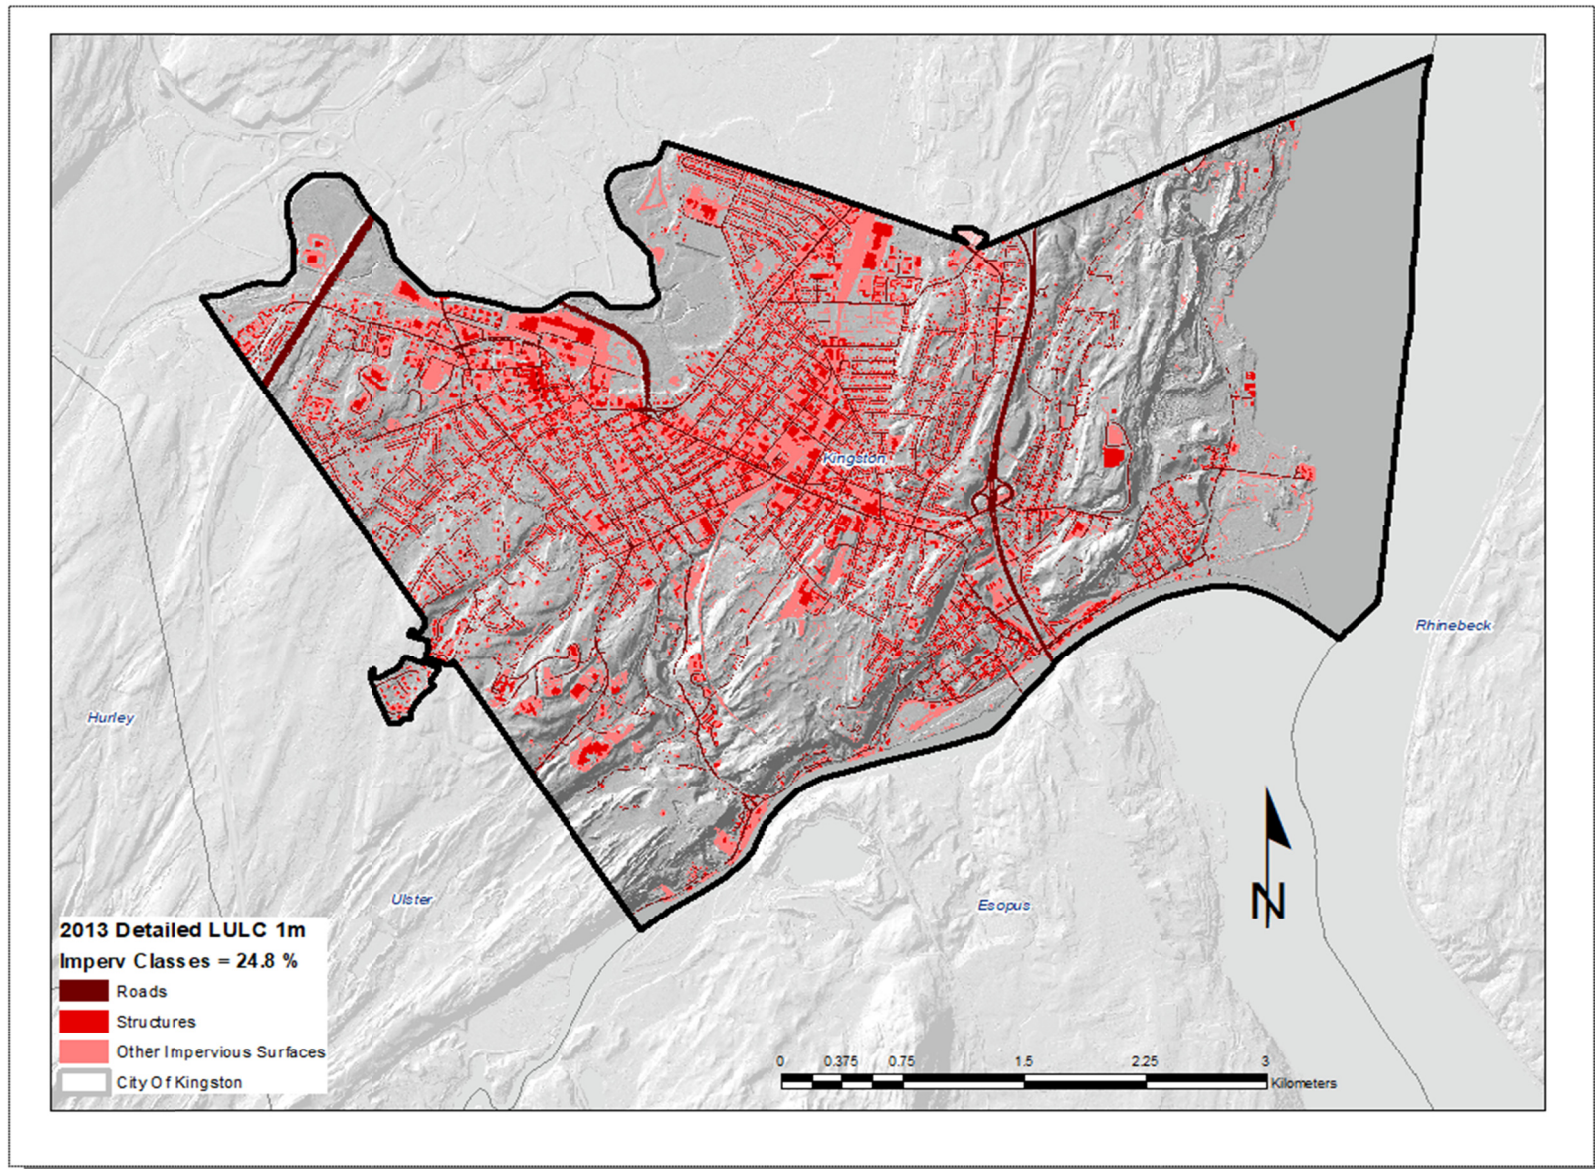 Kingston
Rhinebeck
Hurley
Ulster
Esopus
N
2013 Detailed LULC 1m
Imperv Classes = 24.8 %
Roads
Structures
Other Impervious Surfaces
City Of Kingston
0 0.375 0.75 1.5 2.25 3
Kilometers